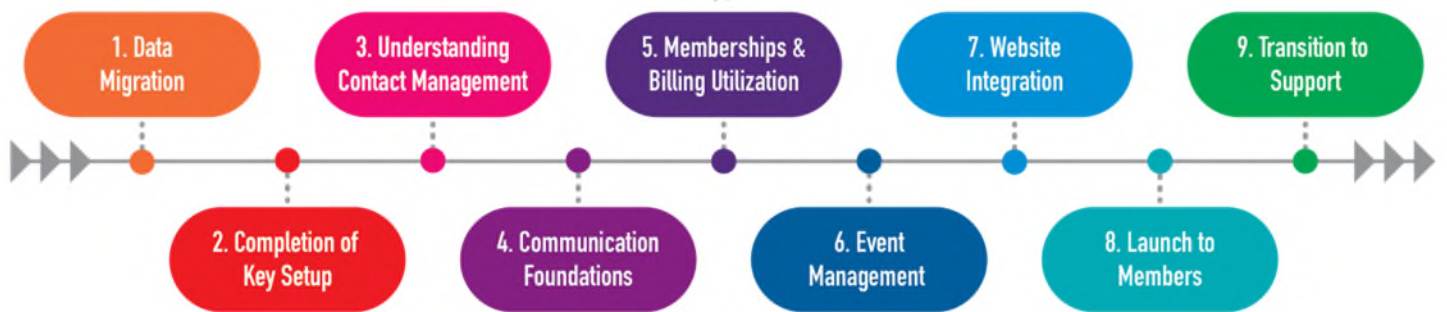 1. Data
Migration
2. Completion of
Key Setup
3. Understanding
Contact Management
4. Communication
Foundations
5. Memberships &
Billing Utilization
6. Event
Management
7. Website
Integration
8. Launch to
Members
9. Transition to
Support